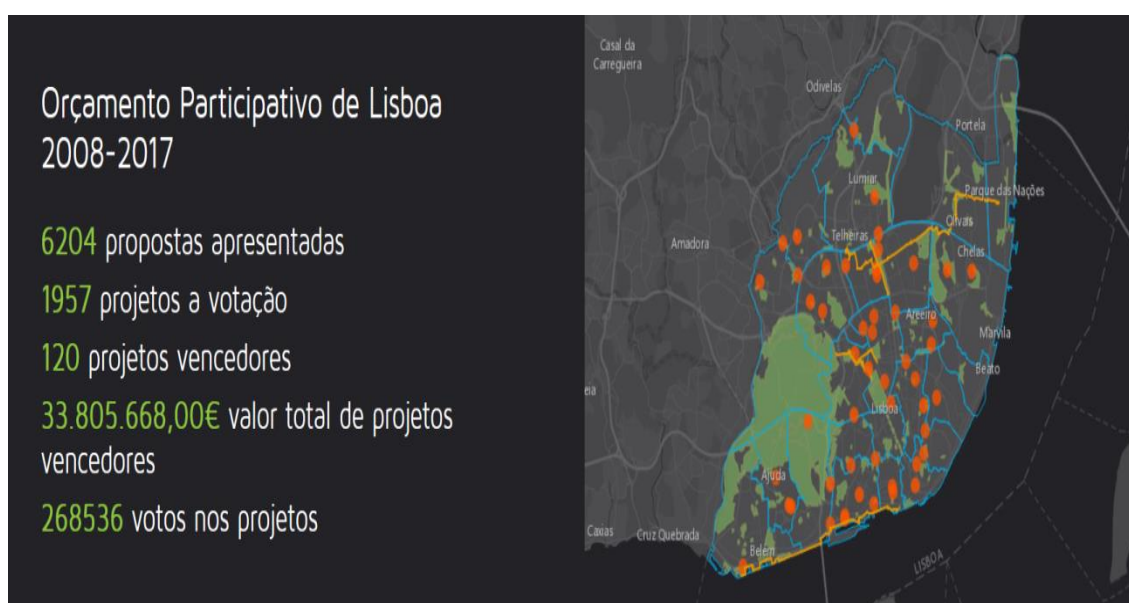 Orçamento Participativo de Lisboa
2008-2017
6204 propostas apresentadas
1957 projetos a votação
120 projetos vencedores
33.805.668,00€ valor total de projetos
vencedores
268536 votos nos projetos
Casal da
Carregueira
Odivelas
Portela
Lumiar
Parque das Nações
Olivais
Telheiras
Amadora
Chelas
Areeiro
Marvila
Beato
eia
Lisboa
Ajuda
Caxias
Cruz Quebrada
Belém
LISBOA